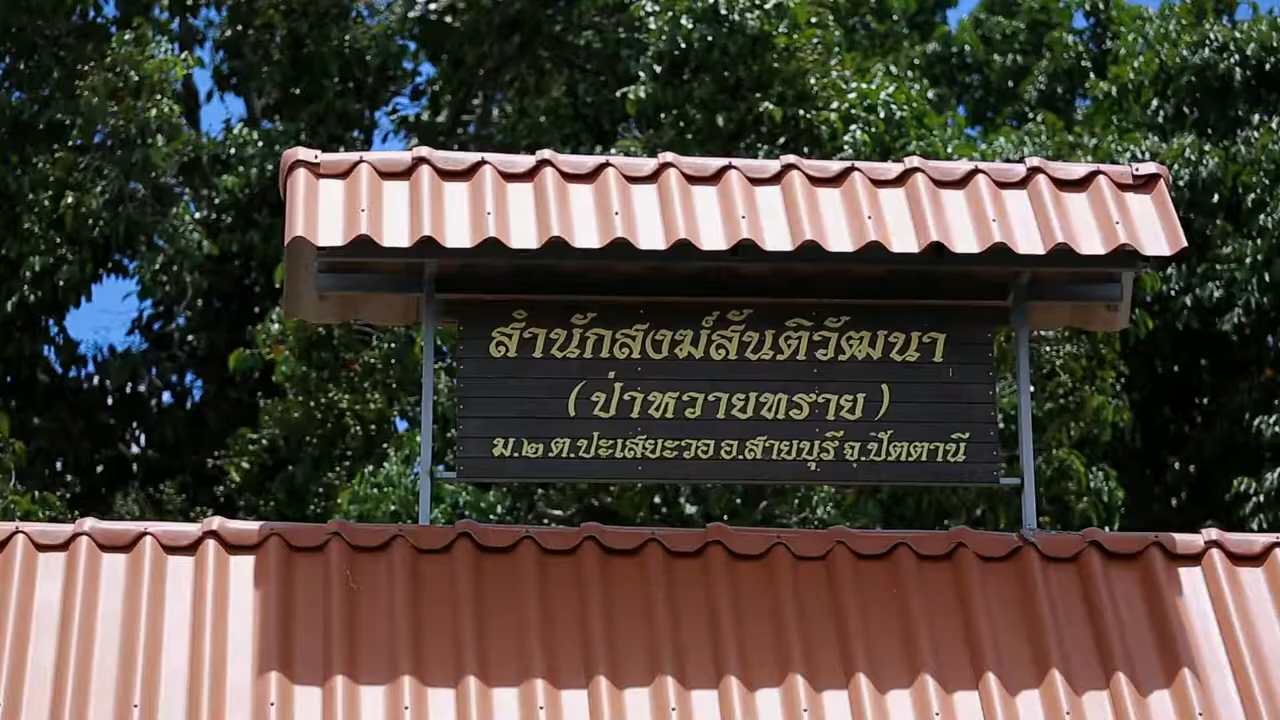 สำนักสงฆ์สันติวัฒนา
(ป่าหวายทราย)
ม.๒ ต.ปะเสยะวอ อ.สายบุรี จ.ปัตตานี